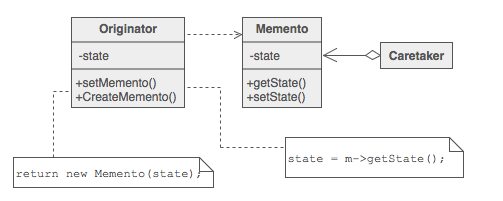 Originator
-state
+setMemento()
+CreateMemento()
Memento
-state
+getState()
+setState()
Caretaker
return new Memento(state);
state = m->getState();